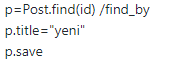 p=Post.find(id) /find_by
p.title="yeni"
p.save